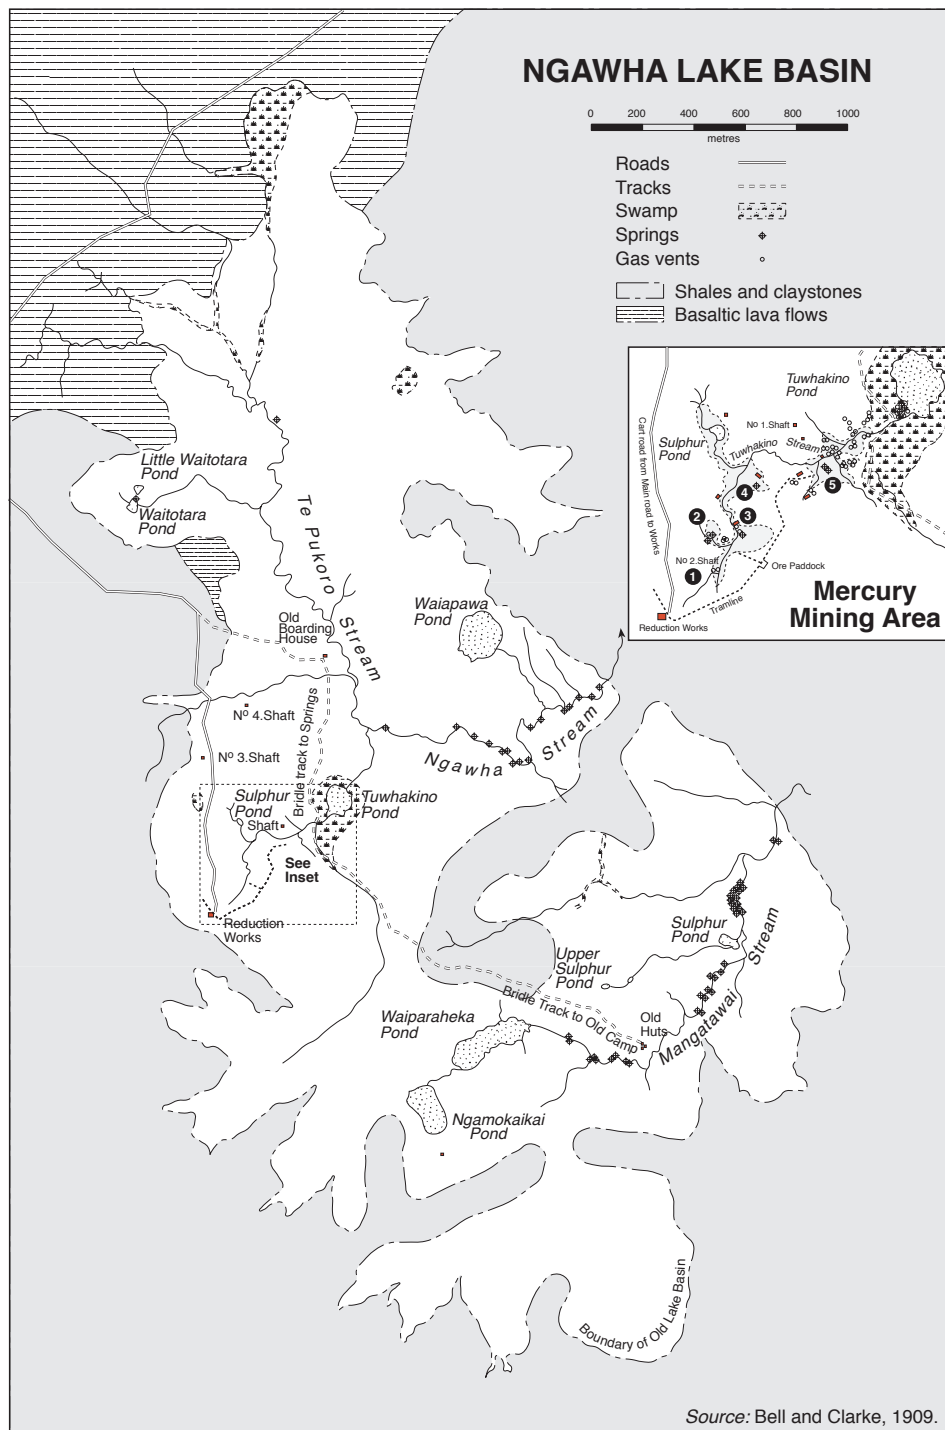 NGAWHA LAKE BASIN
0 200 400 600 800 1000
metres
Roads
Tracks
Swamp
Springs
Gas vents
Shales and claystones
Basaltic lava flows
Tuwhakino
Pond
Cart road from Main road to Works
No 1.Shaft
Sulphur
Pond
Tuwhakino Stream
4
5
2
3
No 2.Shaft
1
Ore Paddock
Tramline
Mercury
Mining Area
Reduction Works
Little Waitotara
Pond
Waitotara
Pond
Te Pukoro Stream
Waiapawa
Pond
Old
Boarding
House
No 4.Shaft
Bridle track to Springs
Ngawha Stream
No 3.Shaft
Sulphur
Pond
Tuwhakino
Pond
Shaft
See
Inset
Reduction
Works
Sulphur
Pond
Upper
Sulphur
Pond
Mangatawai Stream
Bridle Track to Old Camp
Old
Huts
Waiparaheka
Pond
Ngamokaikai
Pond
Boundary of Old Lake Basin
Source: Bell and Clarke, 1909.